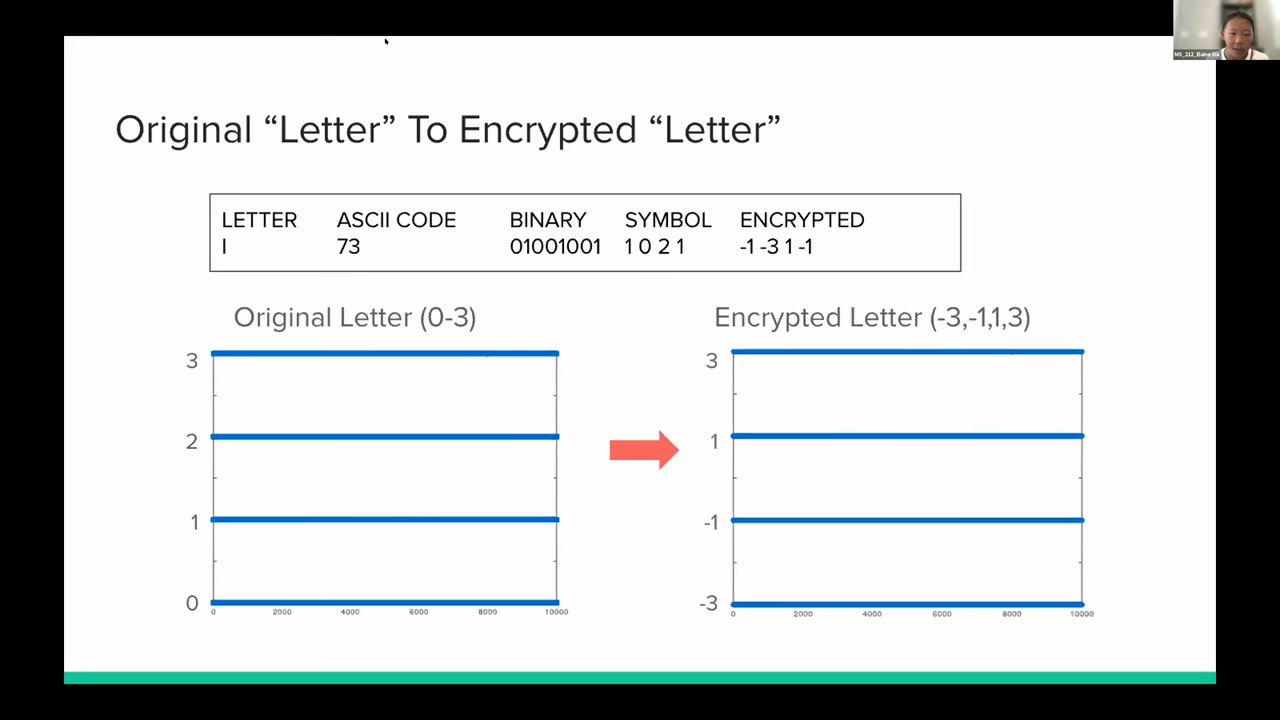 MS_212_Elaine Xia
Original “Letter” To Encrypted “Letter”
LETTER ASCII CODE BINARY SYMBOL ENCRYPTED
I 73 01001001 1 0 2 1 -1 -3 1 -1
Original Letter (0-3)
3
2
1
0
0 2000 4000 6000 8000 10000
Encrypted Letter (-3,-1,1,3)
3
1
-1
-3
0 2000 4000 6000 8000 10000